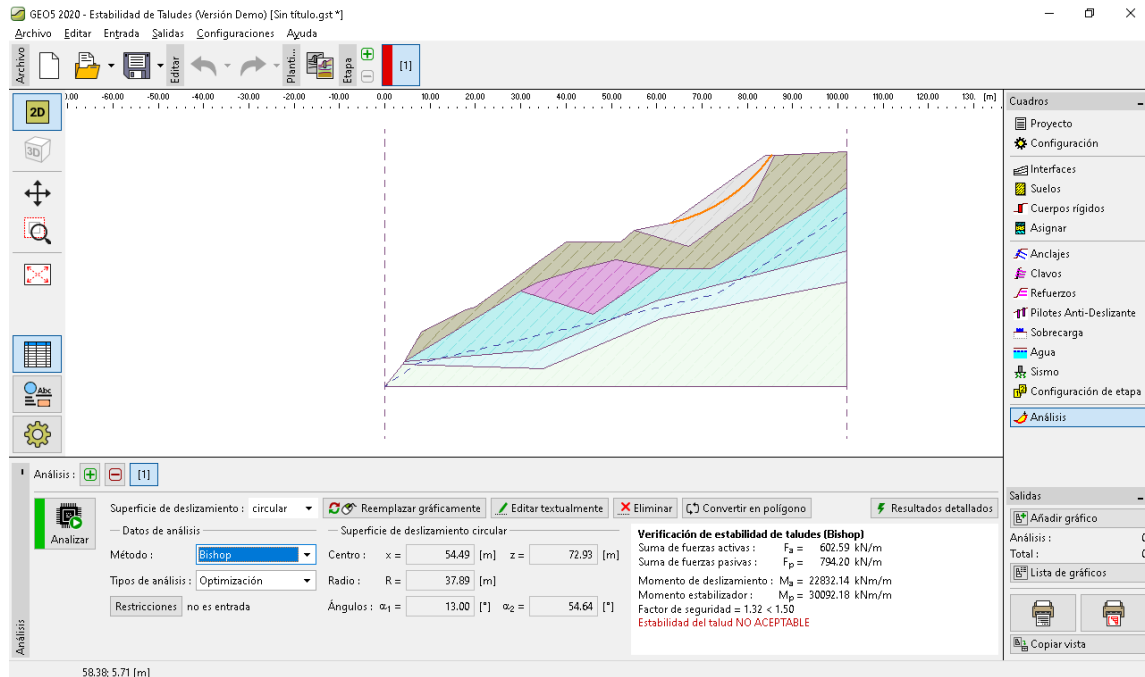 GEO5 2020 - Estabilidad de Taludes (Versión Demo) [Sin título.gst *]
Archivo Editar Entrada Salidas Configuraciones Ayuda
Archivo
Editar
Planti...
Etapa
[1]
-60.00 -50.00 -40.00 -30.00 -20.00 -10.00 0.00 10.00 20.00 30.00 40.00 50.00 60.00 70.00 80.00 90.00 100.00 110.00 120.00 130. [m]
2D
3D
Abc
Cuadros
Proyecto
Configuración
Interfaces
Suelos
Cuerpos rígidos
Asignar
Anclajes
Clavos
Refuerzos
Pilotes Anti-Deslizante
Sobrecarga
Agua
Sismo
Configuración de etapa
Análisis
Análisis : [1]
Analizar
Superficie de deslizamiento : circular Reemplazar gráficamente Editar textualmente Eliminar Convertir en polígono Resultados detallados
Datos de análisis
Método : Bishop
Tipos de análisis : Optimización
Restricciones no es entrada
Superficie de deslizamiento circular
Centro : x = 54.49 [m] z = 72.93 [m]
Radio : R = 37.89 [m]
Ángulos : α1 = 13.00 [°] α2 = 54.64 [°]
Verificación de estabilidad de taludes (Bishop)
Suma de fuerzas activas : Fa = 602.59 kN/m
Suma de fuerzas pasivas : Fp = 794.20 kN/m
Momento de deslizamiento : Ma = 22832.14 kNm/m
Momento estabilizador : Mp = 30092.18 kNm/m
Factor de seguridad = 1.32 < 1.50
Estabilidad del talud NO ACEPTABLE
Análisis
Salidas
Añadir gráfico
Análisis :
Total :
Lista de gráficos
Copiar vista
58.38; 5.71 [m]